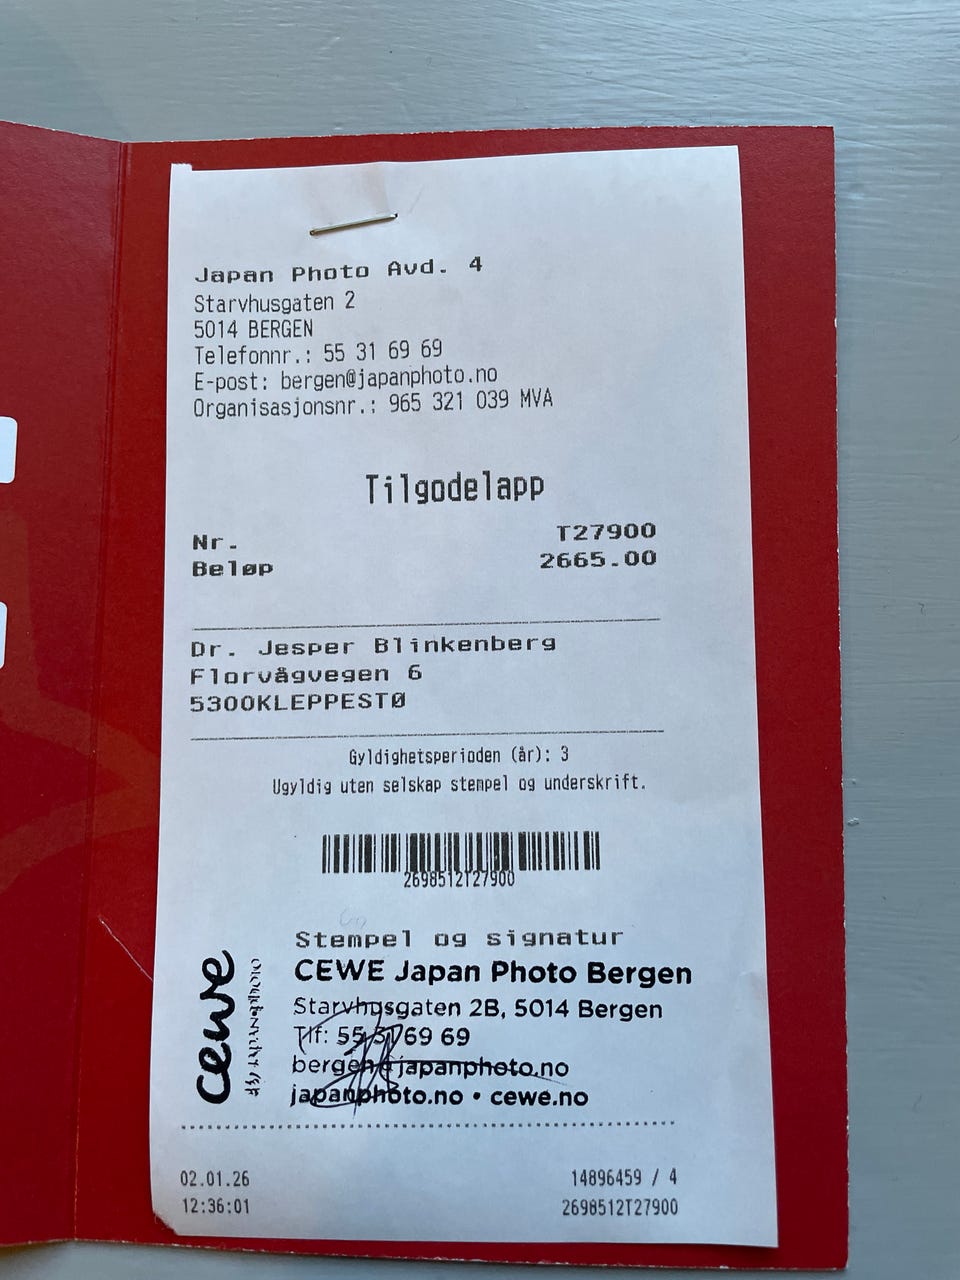 Japan Photo Avd. 4
Starvhusgaten 2
5014 BERGEN
Telefonnr.: 55 31 69 69
E-post: bergen@japanphoto.no
Organisasjonsnr.: 965 321 039 MVA
Tilgodelapp
Nr. T27900
Beløp 2665.00
Dr. Jesper Blinkenberg
Florvågvegen 6
5300KLEPPESTØ
Gyldighetsperioden (år): 3
Ugyldig uten selskap stempel og underskrift.
2698512T27900
Stempel og signatur
cewe
CEWE Japan Photo Bergen
Starvhusgaten 2B, 5014 Bergen
Tlf: 55 31 69 69
bergen@japanphoto.no
japanphoto.no • cewe.no
02.01.26 14896459 / 4
12:36:01 2698512T27900